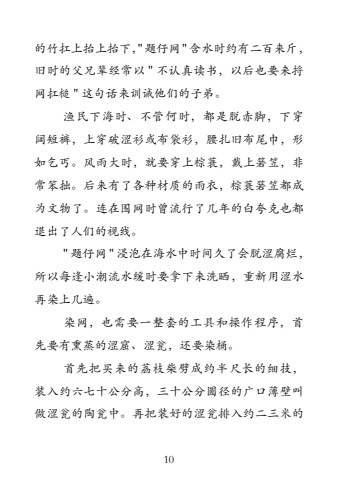 的竹扛上抬上抬下，"题仔网"含水时约有二百来斤，
旧时的父兄辈经常以"不认真读书，以后也要来捋
网扛槌"这句话来训诫他们的子弟。
渔民下海时、不管何时，都是脱赤脚，下穿
阔短裤，上穿破涩衫或布袋衫，腰扎旧布尾巾，形
如乞丐。风雨大时，就要穿上棕蓑，戴上箬笠，非
常笨拙。后来有了各种材质的雨衣，棕蓑箬笠都成
为文物了。连在围网时曾流行了几年的白夸克也都
退出了人们的视线。
"题仔网"浸泡在海水中时间久了会脱涩腐烂，
所以每逢小潮流水缓时要拿下来洗晒，重新用涩水
再染上几遍。
染网，也需要一整套的工具和操作程序，首
先要有熏蒸的涩窟、涩瓮，还要染桶。
首先把买来的荔枝柴劈成约半尺长的细技，
装入约六七十公分高，三十公分圆径的广口薄壁叫
做涩瓮的陶瓮中。再把装好的涩瓮排入约二三米的
10